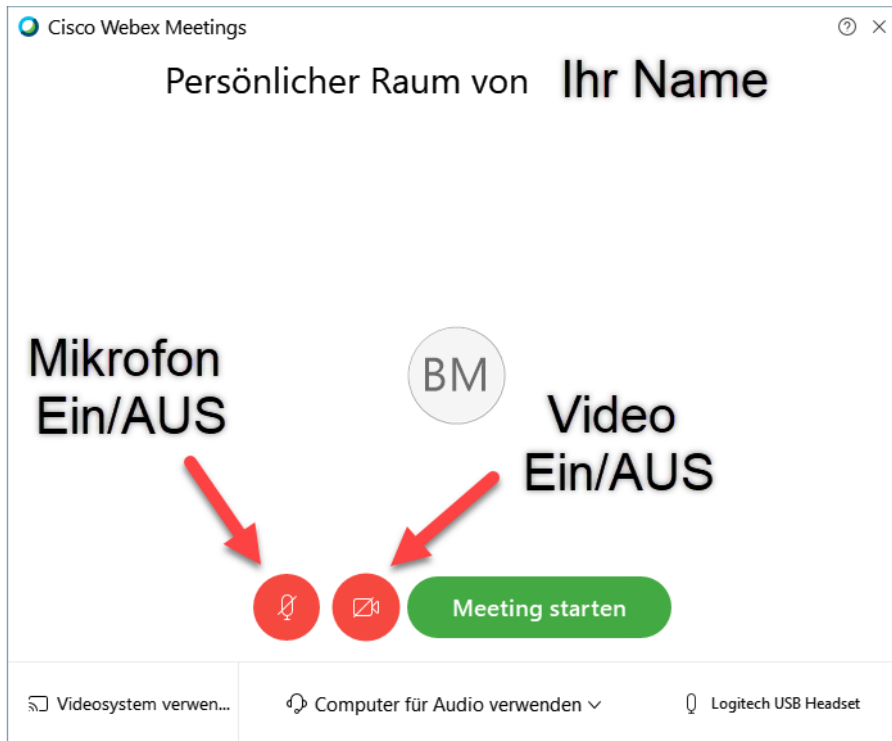 Cisco Webex Meetings
Persönlicher Raum von Ihr Name
BM
Mikrofon
Ein/AUS
Video
Ein/AUS
Meeting starten
Videosystem verwen...
Computer für Audio verwenden
Logitech USB Headset